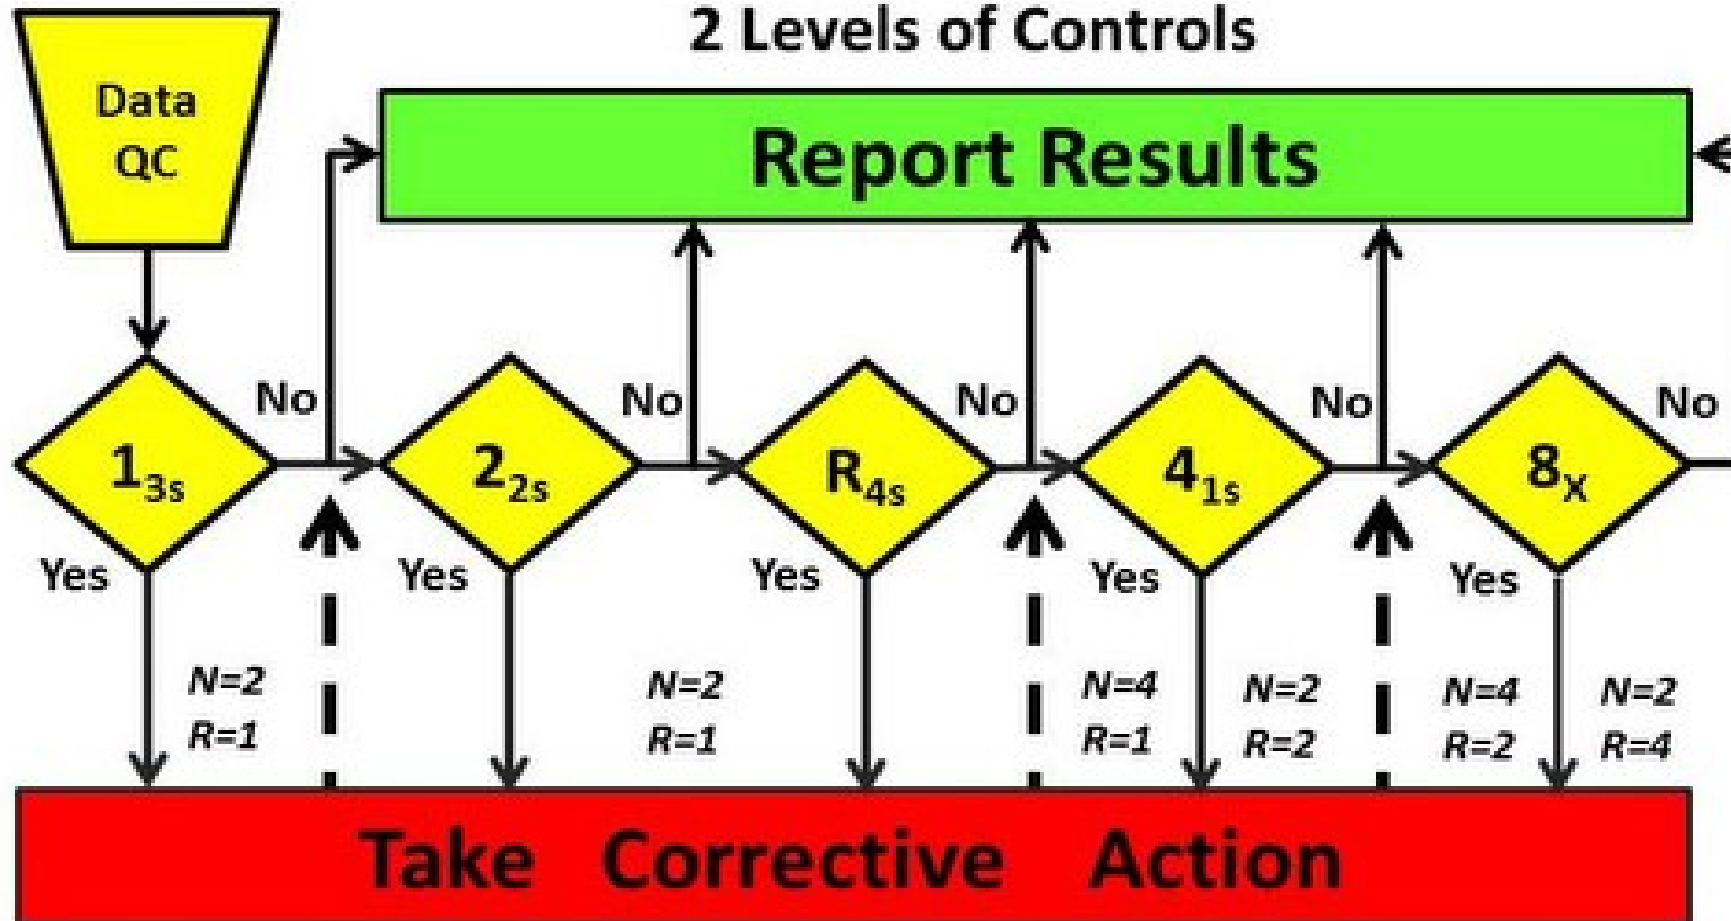 2 Levels of Controls
Data
QC
Report Results
No
No
No
No
No
1₃ₛ
2₂ₛ
R₄ₛ
4₁ₛ
8ₓ
Yes
Yes
Yes
Yes
Yes
N=2
R=1
N=2
R=1
N=4
R=1
N=2
R=2
N=4
R=2
N=2
R=4
Take Corrective Action